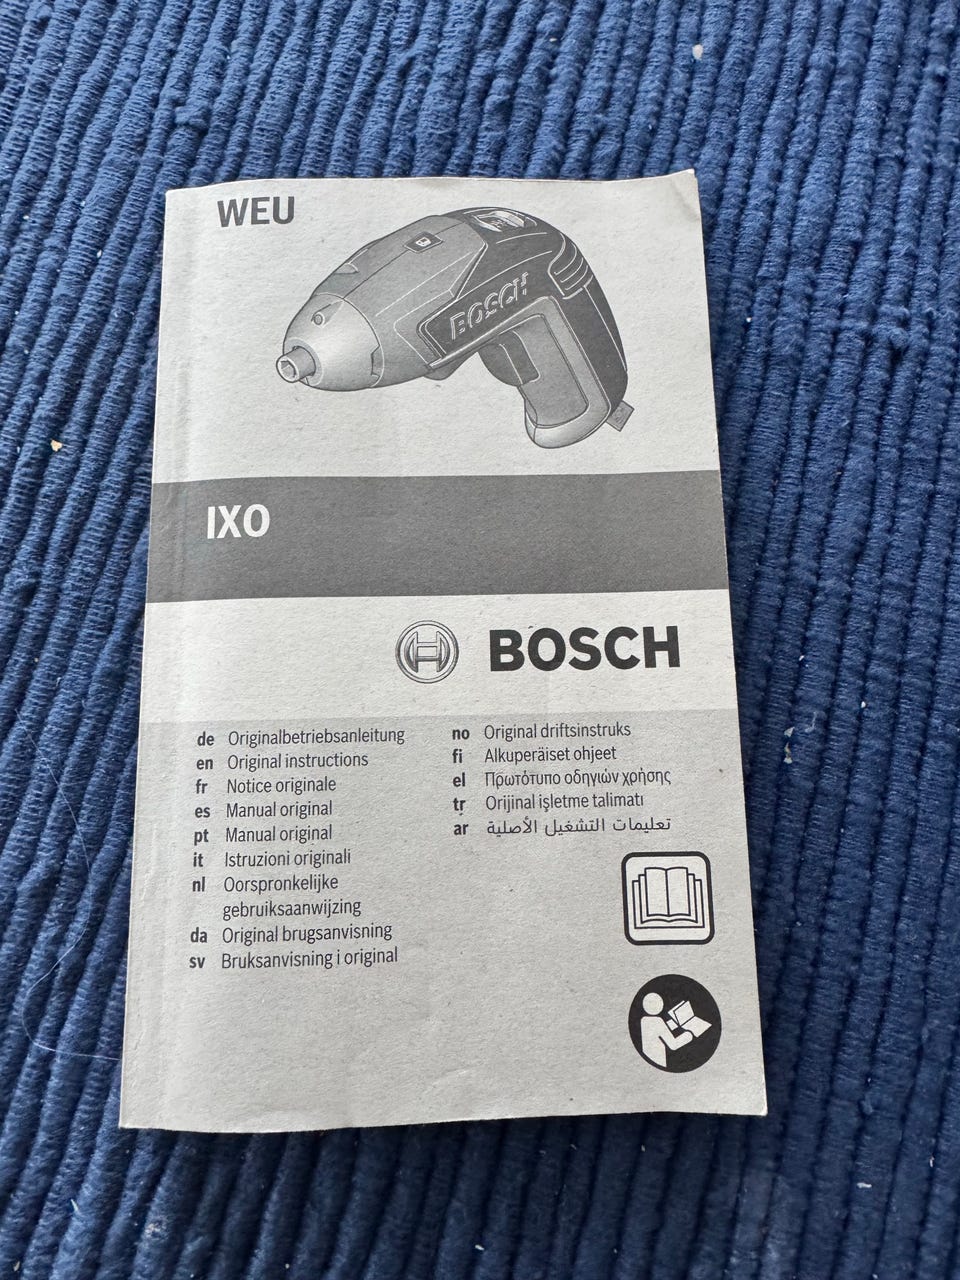 WEU
BOSCH
IXO
BOSCH
de Originalbetriebsanleitung
en Original instructions
fr Notice originale
es Manual original
pt Manual original
it Istruzioni originali
nl Oorspronkelijke
gebruiksaanwijzing
da Original brugsanvisning
sv Bruksanvisning i original
no Original driftsinstruks
fi Alkuperäiset ohjeet
el Πρωτότυπο οδηγιών χρήσης
tr Orijinal işletme talimatı
ar تعليمات التشغيل الأصلية